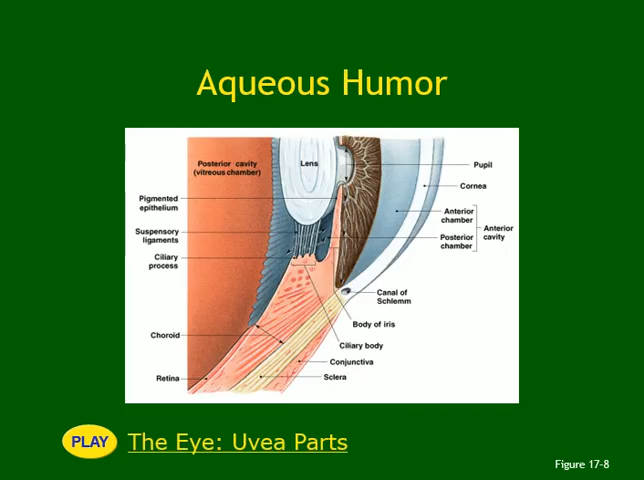 Aqueous Humor
Posterior cavity
(vitreous chamber)
Lens
Pupil
Cornea
Pigmented
epithelium
Anterior
chamber
Anterior
cavity
Suspensory
ligaments
Posterior
chamber
Ciliary
process
Canal of
Schlemm
Body of iris
Choroid
Ciliary body
Conjunctiva
Retina
Sclera
PLAY The Eye: Uvea Parts
Figure 17-8